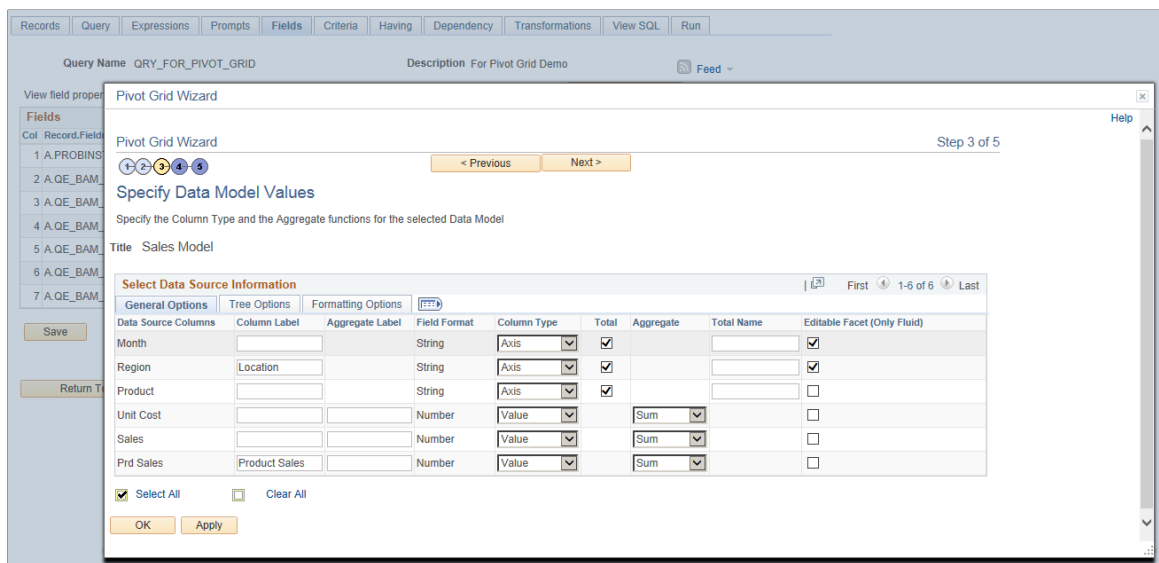 Records Query Expressions Prompts Fields Criteria Having Dependency Transformations View SQL Run
Query Name QRY_FOR_PIVOT_GRID Description For Pivot Grid Demo Feed
View field proper
Pivot Grid Wizard
Help
Fields
Col Record.Field
1 A.PROBINS
2 A.QE_BAM_
3 A.QE_BAM_
4 A.QE_BAM_
5 A.QE_BAM_
6 A.QE_BAM_
7 A.QE_BAM_
Save
Return T
Pivot Grid Wizard Step 3 of 5
1 2 3 4 5 < Previous Next >
Specify Data Model Values
Specify the Column Type and the Aggregate functions for the selected Data Model
Title Sales Model
Select Data Source Information First 1-6 of 6 Last
General Options Tree Options Formatting Options
Data Source Columns Column Label Aggregate Label Field Format Column Type Total Aggregate Total Name Editable Facet (Only Fluid)
Month String Axis
Region Location String Axis
Product String Axis
Unit Cost Number Value Sum
Sales Number Value Sum
Prd Sales Product Sales Number Value Sum
Select All Clear All
OK Apply